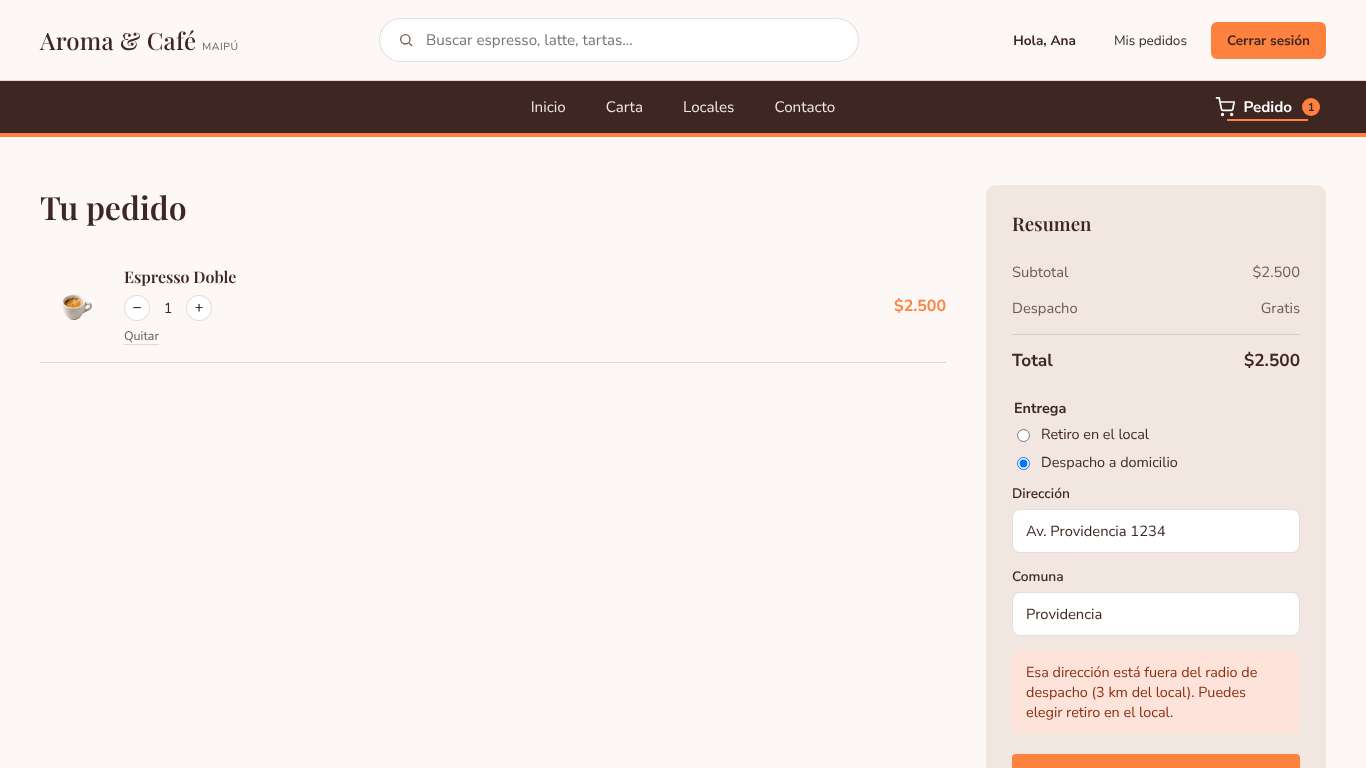 Aroma & Café MAIPÚ
Buscar espresso, latte, tartas...
Hola, Ana
Mis pedidos
Cerrar sesión
Inicio
Carta
Locales
Contacto
Pedido 1
Tu pedido
Espresso Doble
− 1 +
Quitar
$2.500
Resumen
Subtotal $2.500
Despacho Gratis
Total $2.500
Entrega
Retiro en el local
Despacho a domicilio
Dirección
Av. Providencia 1234
Comuna
Providencia
Esa dirección está fuera del radio de
despacho (3 km del local). Puedes
elegir retiro en el local.